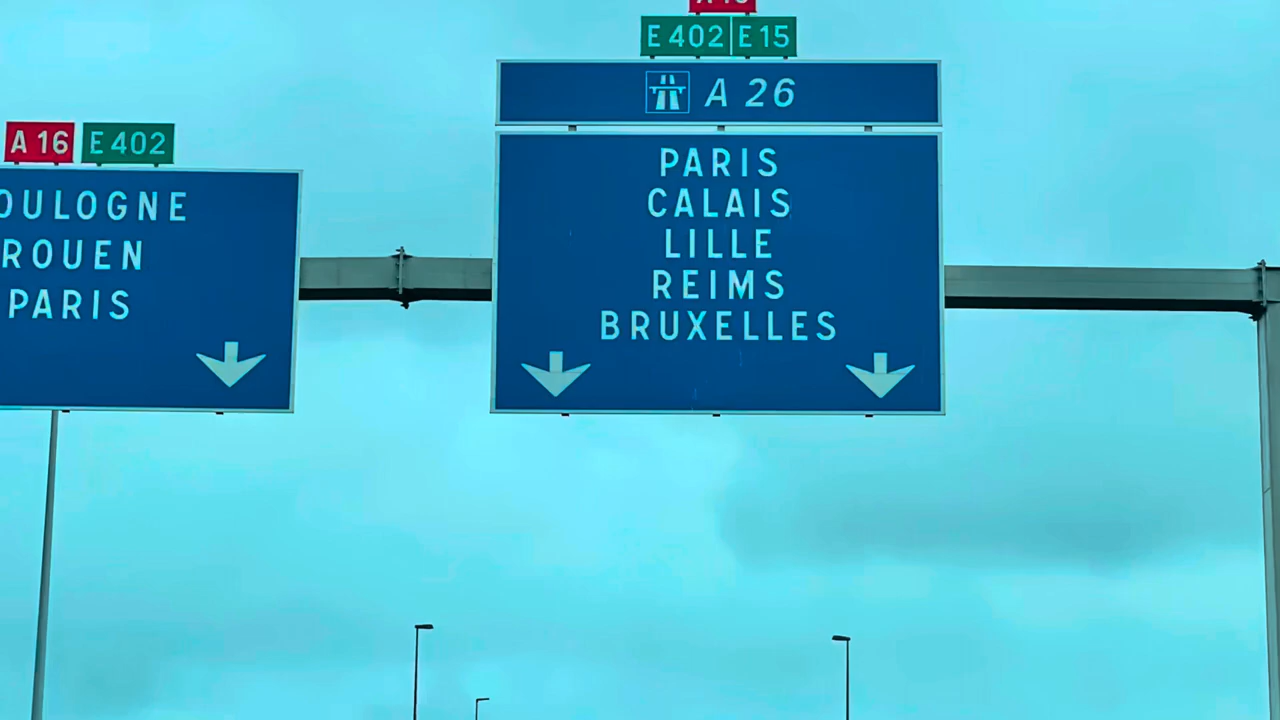 A 16 E 402
OULOGNE
ROUEN
PARIS
E 402 E 15
A 26
PARIS
CALAIS
LILLE
REIMS
BRUXELLES